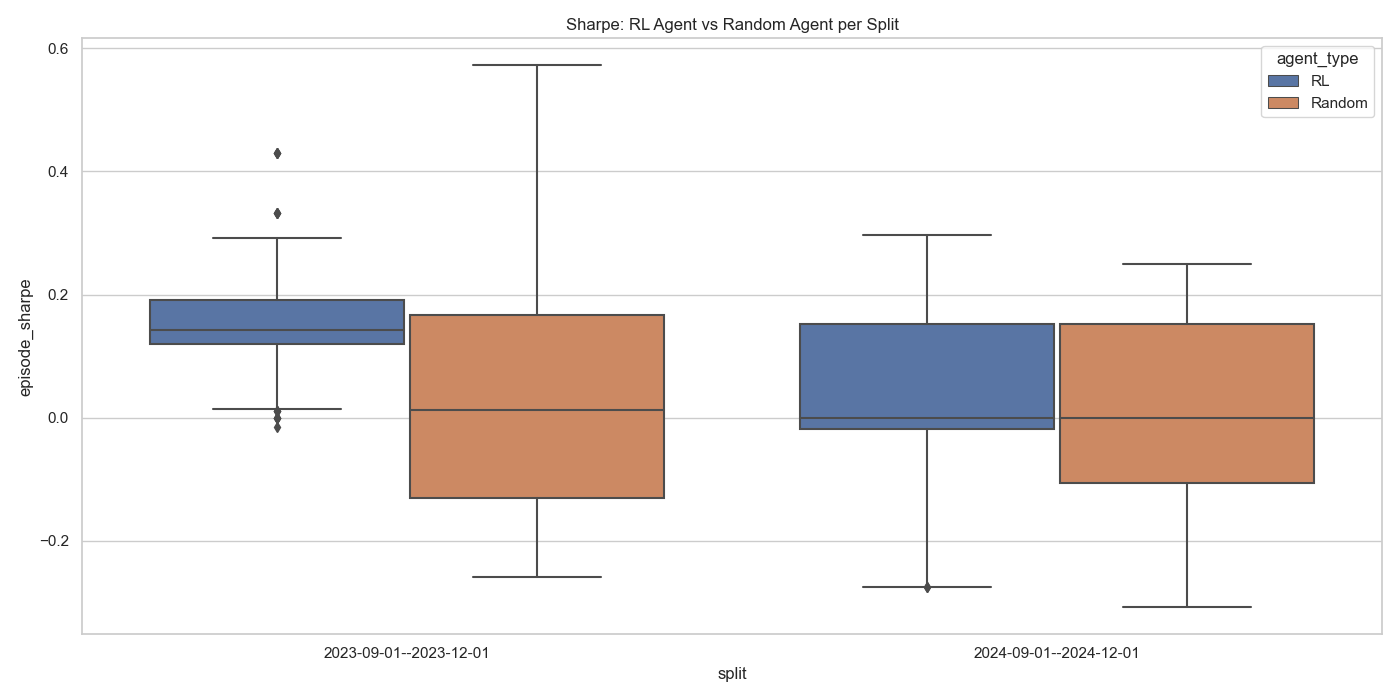 Sharpe: RL Agent vs Random Agent per Split
agent_type
RL
Random
episode_sharpe
0.6
0.4
0.2
0.0
−0.2
2023-09-01--2023-12-01
2024-09-01--2024-12-01
split